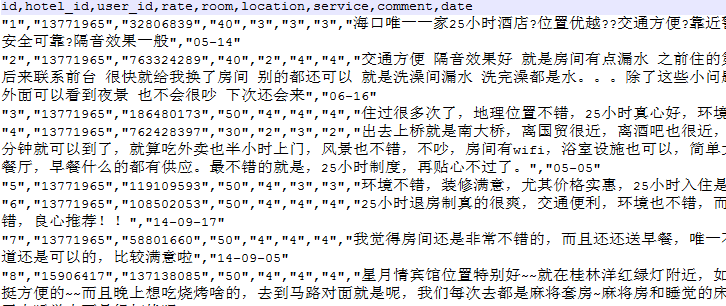 id,hotel_id,user_id,rate,room,location,service,comment,date
"1","13771965","32806839","40","3","3","3","海口唯一一家25小时酒店?位置优越??交通方便?靠近
安全可靠?隔音效果一般","05-14"
"2","13771965","763324289","40","2","4","4","交通方便 隔音效果好 就是房间有点漏水 之前住的
后来联系前台 很快就给我换了房间 别的都还可以 就是洗澡间漏水 洗完澡都是水。。。除了这些小问
外面可以看到夜景 也不会很吵 下次还会来","06-16"
"3","13771965","186480173","50","4","4","4","住过很多次了，地理位置不错，25小时真心好，环境
"4","13771965","762428397","30","2","3","2","出去上桥就是南大桥，离国贸很近，离酒吧也很近，
分钟就可以到了，就算吃外卖也半小时上门，风景也不错，不吵，房间有wifi，浴室设施也可以，简单
餐厅，早餐什么的都有供应。最不错的就是，25小时制度，再贴心不过了。","05-05"
"5","13771965","119109593","50","4","3","3","环境不错，装修满意，尤其价格实惠，25小时入住是
"6","13771965","108502053","50","4","4","4","25小时退房制真的很爽，交通便利，环境也不错，而
错，良心推荐！！","14-09-17"
"7","13771965","58801660","50","4","4","4","我觉得房间还是非常不错的，而且还还送早餐，唯一
道还是可以的，比较满意啦","14-09-05"
"8","15906417","137138085","50","4","4","4","星月情宾馆位置特别好~~就在桂林洋红绿灯附近，如
挺方便的~~而且晚上想吃烧烤啥的，去到马路对面就是呢，我们每次去都是麻将套房~麻将房和睡觉的房